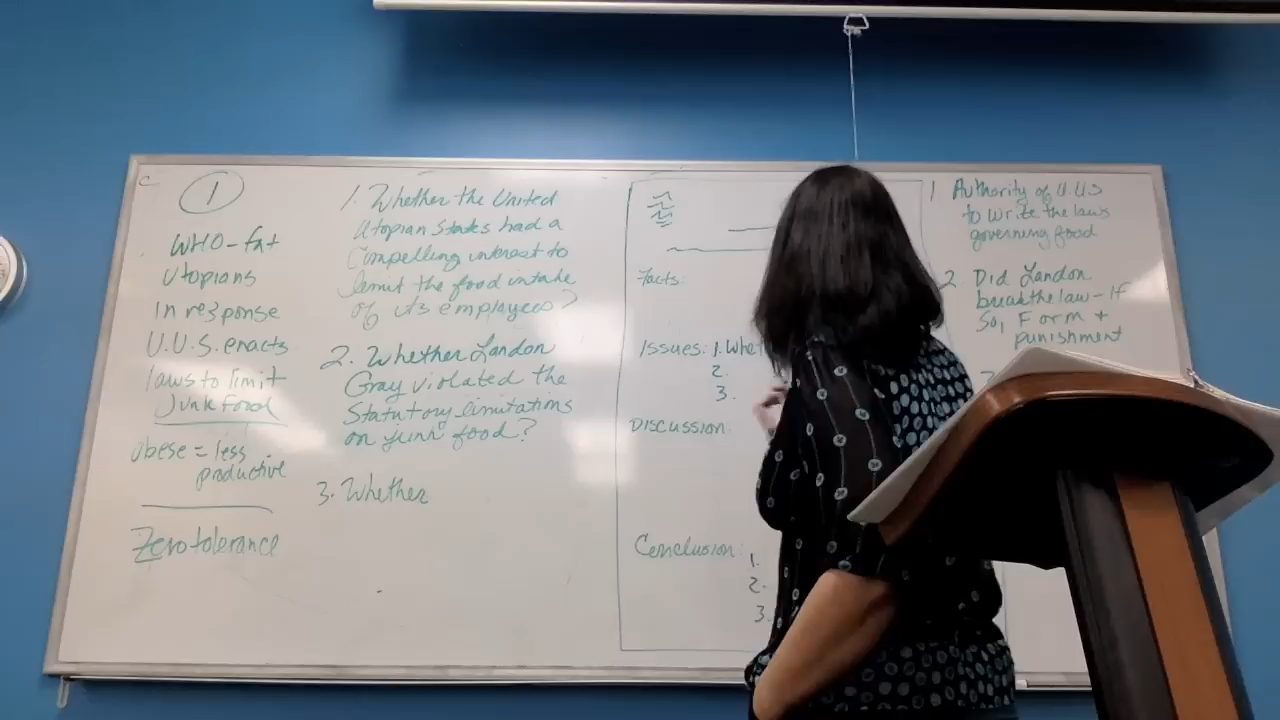 1
WHO - fat
Utopians
In response
U.U.S. enacts
laws to limit
Junk food
obese = less
productive
Zero tolerance
1. Whether the United
Utopian States had a
Compelling interest to
limit the food intake
of its employees?
2. Whether Landon
Gray violated the
Statutory limitations
on junk food?
3. Whether
Facts:
Issues: 1. Whet
2.
3.
DISCUSSION:
Conclusion:
1.
2.
3.
1 Authority of U.U.S
to write the laws
governing food
2 Did Landon
break the law - If
So, Form +
punishment